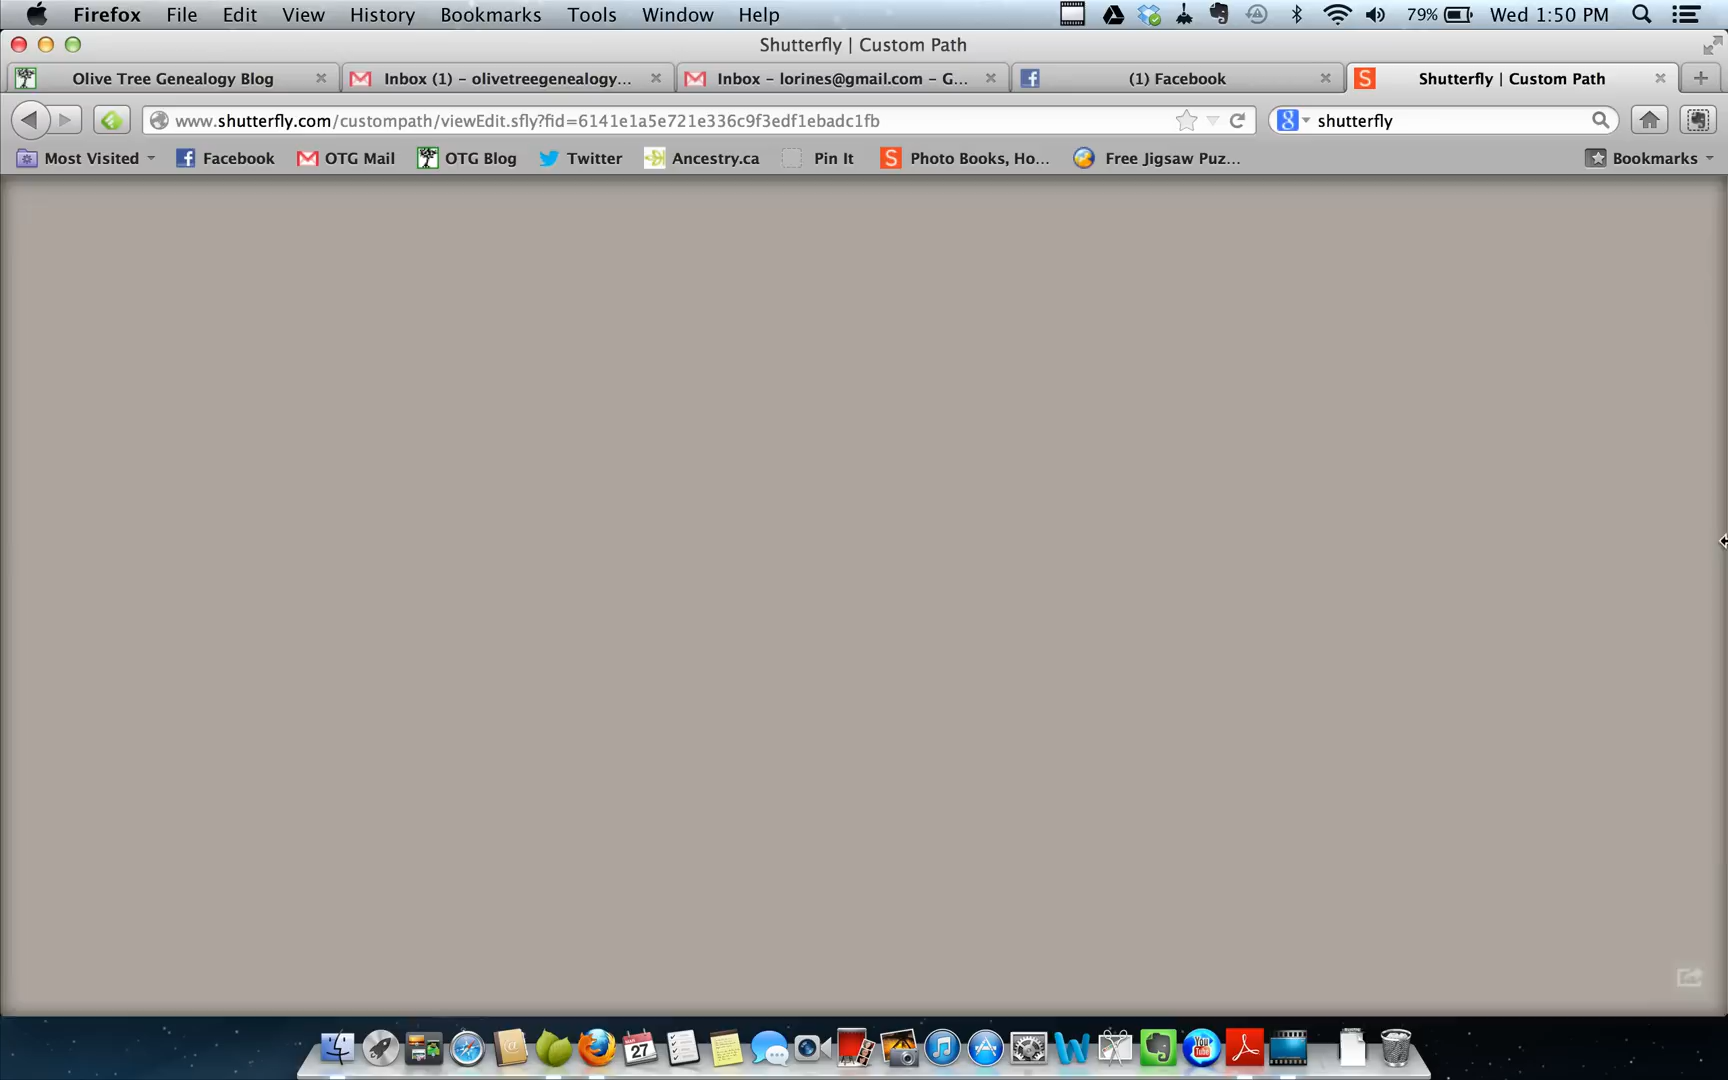 Firefox File Edit View History Bookmarks Tools Window Help 79% Wed 1:50 PM
Shutterfly | Custom Path
Olive Tree Genealogy Blog Inbox (1) – olivetreegenealogy... Inbox – lorines@gmail.com – G... (1) Facebook Shutterfly | Custom Path
www.shutterfly.com/custompath/viewEdit.sfly?fid=6141e1a5e721e336c9f3edf1ebadc1fb shutterfly
Most Visited Facebook OTG Mail OTG Blog Twitter Ancestry.ca Pin It Photo Books, Ho... Free Jigsaw Puz... Bookmarks
27
You
Tube